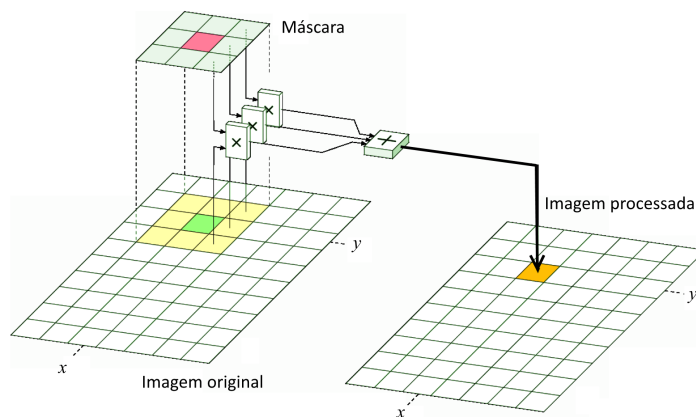 Máscara
×
×
×
+
Imagem processada
y
y
x
Imagem original
x